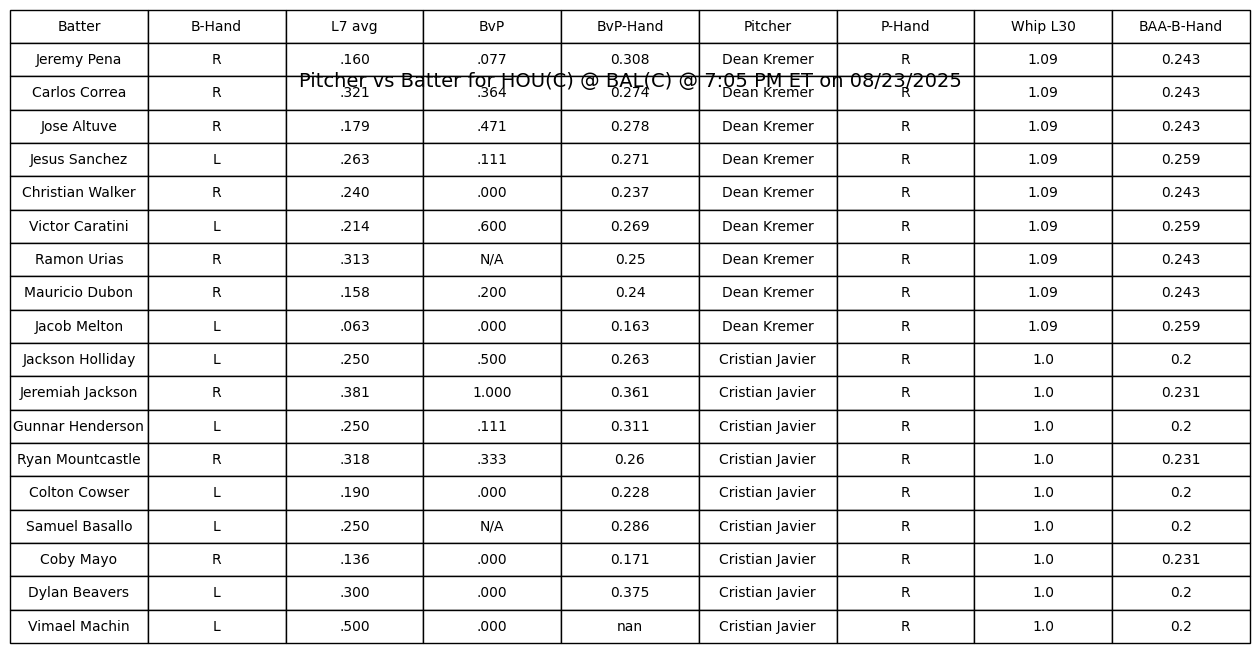 Batter B-Hand L7 avg BvP BvP-Hand Pitcher P-Hand Whip L30 BAA-B-Hand
Jeremy Pena R .160 .077 0.308 Dean Kremer R 1.09 0.243
Pitcher vs Batter for HOU(C) @ BAL(C) @ 7:05 PM ET on 08/23/2025
Carlos Correa R .321 .364 0.274 Dean Kremer R 1.09 0.243
Jose Altuve R .179 .471 0.278 Dean Kremer R 1.09 0.243
Jesus Sanchez L .263 .111 0.271 Dean Kremer R 1.09 0.259
Christian Walker R .240 .000 0.237 Dean Kremer R 1.09 0.243
Victor Caratini L .214 .600 0.269 Dean Kremer R 1.09 0.259
Ramon Urias R .313 N/A 0.25 Dean Kremer R 1.09 0.243
Mauricio Dubon R .158 .200 0.24 Dean Kremer R 1.09 0.243
Jacob Melton L .063 .000 0.163 Dean Kremer R 1.09 0.259
Jackson Holliday L .250 .500 0.263 Cristian Javier R 1.0 0.2
Jeremiah Jackson R .381 1.000 0.361 Cristian Javier R 1.0 0.231
Gunnar Henderson L .250 .111 0.311 Cristian Javier R 1.0 0.2
Ryan Mountcastle R .318 .333 0.26 Cristian Javier R 1.0 0.231
Colton Cowser L .190 .000 0.228 Cristian Javier R 1.0 0.2
Samuel Basallo L .250 N/A 0.286 Cristian Javier R 1.0 0.2
Coby Mayo R .136 .000 0.171 Cristian Javier R 1.0 0.231
Dylan Beavers L .300 .000 0.375 Cristian Javier R 1.0 0.2
Vimael Machin L .500 .000 nan Cristian Javier R 1.0 0.2